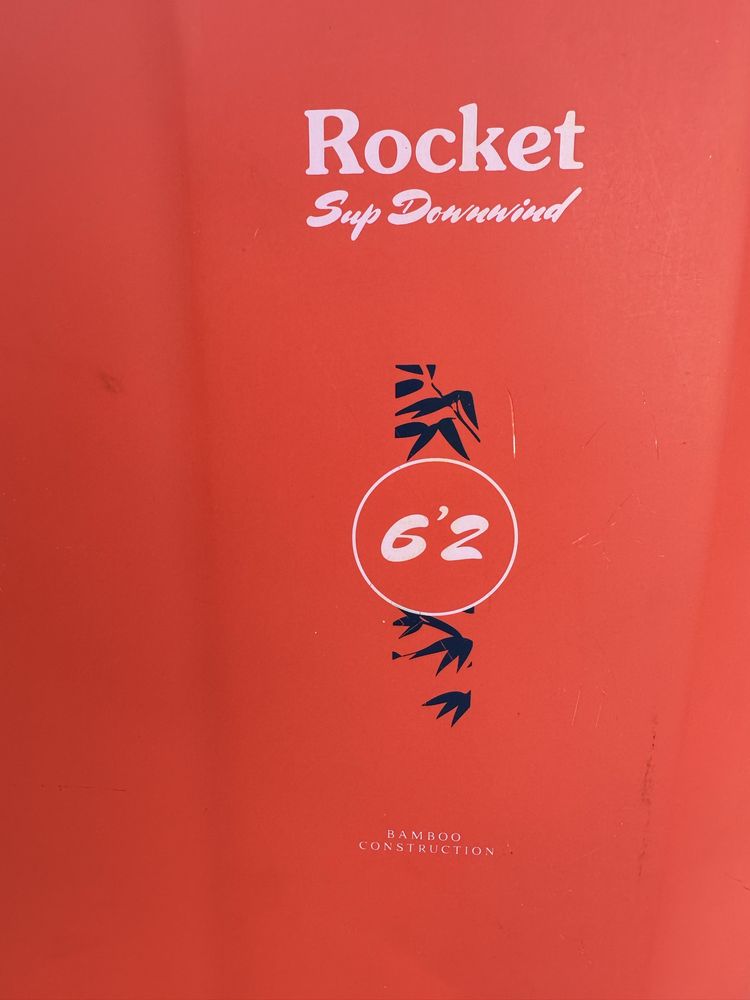 Rocket
Sup Downwind
6'2
BAMBOO
CONSTRUCTION